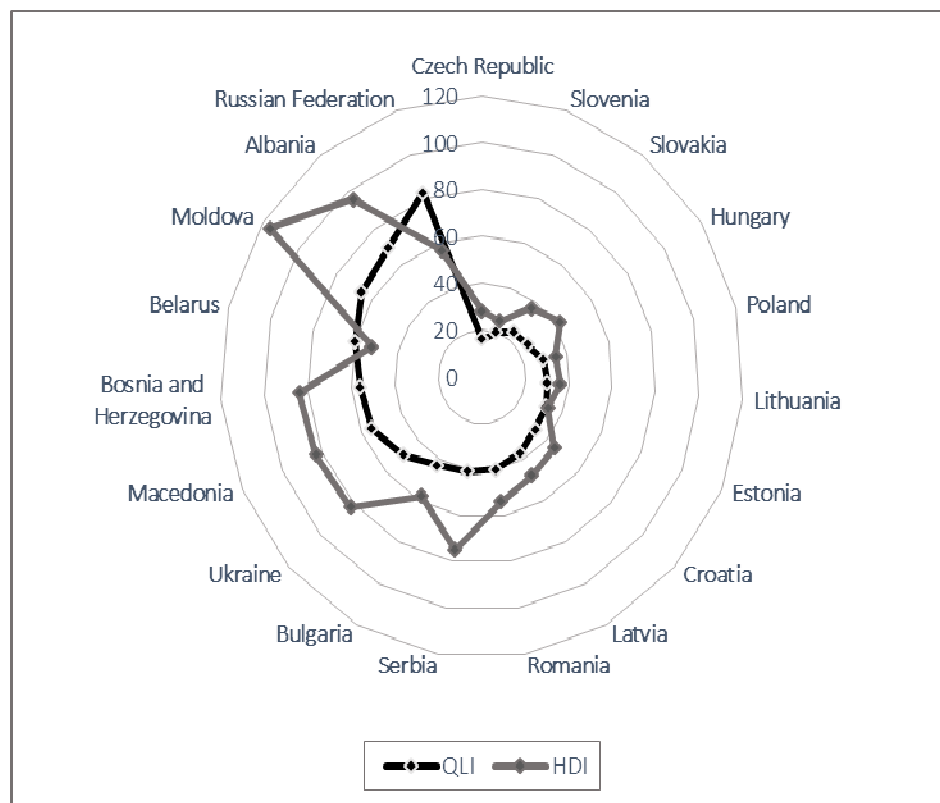 Czech Republic
Slovenia
Slovakia
Hungary
Poland
Lithuania
Estonia
Croatia
Latvia
Romania
Serbia
Bulgaria
Ukraine
Macedonia
Bosnia and
Herzegovina
Belarus
Moldova
Albania
Russian Federation
120
100
80
60
40
20
0
QLI HDI